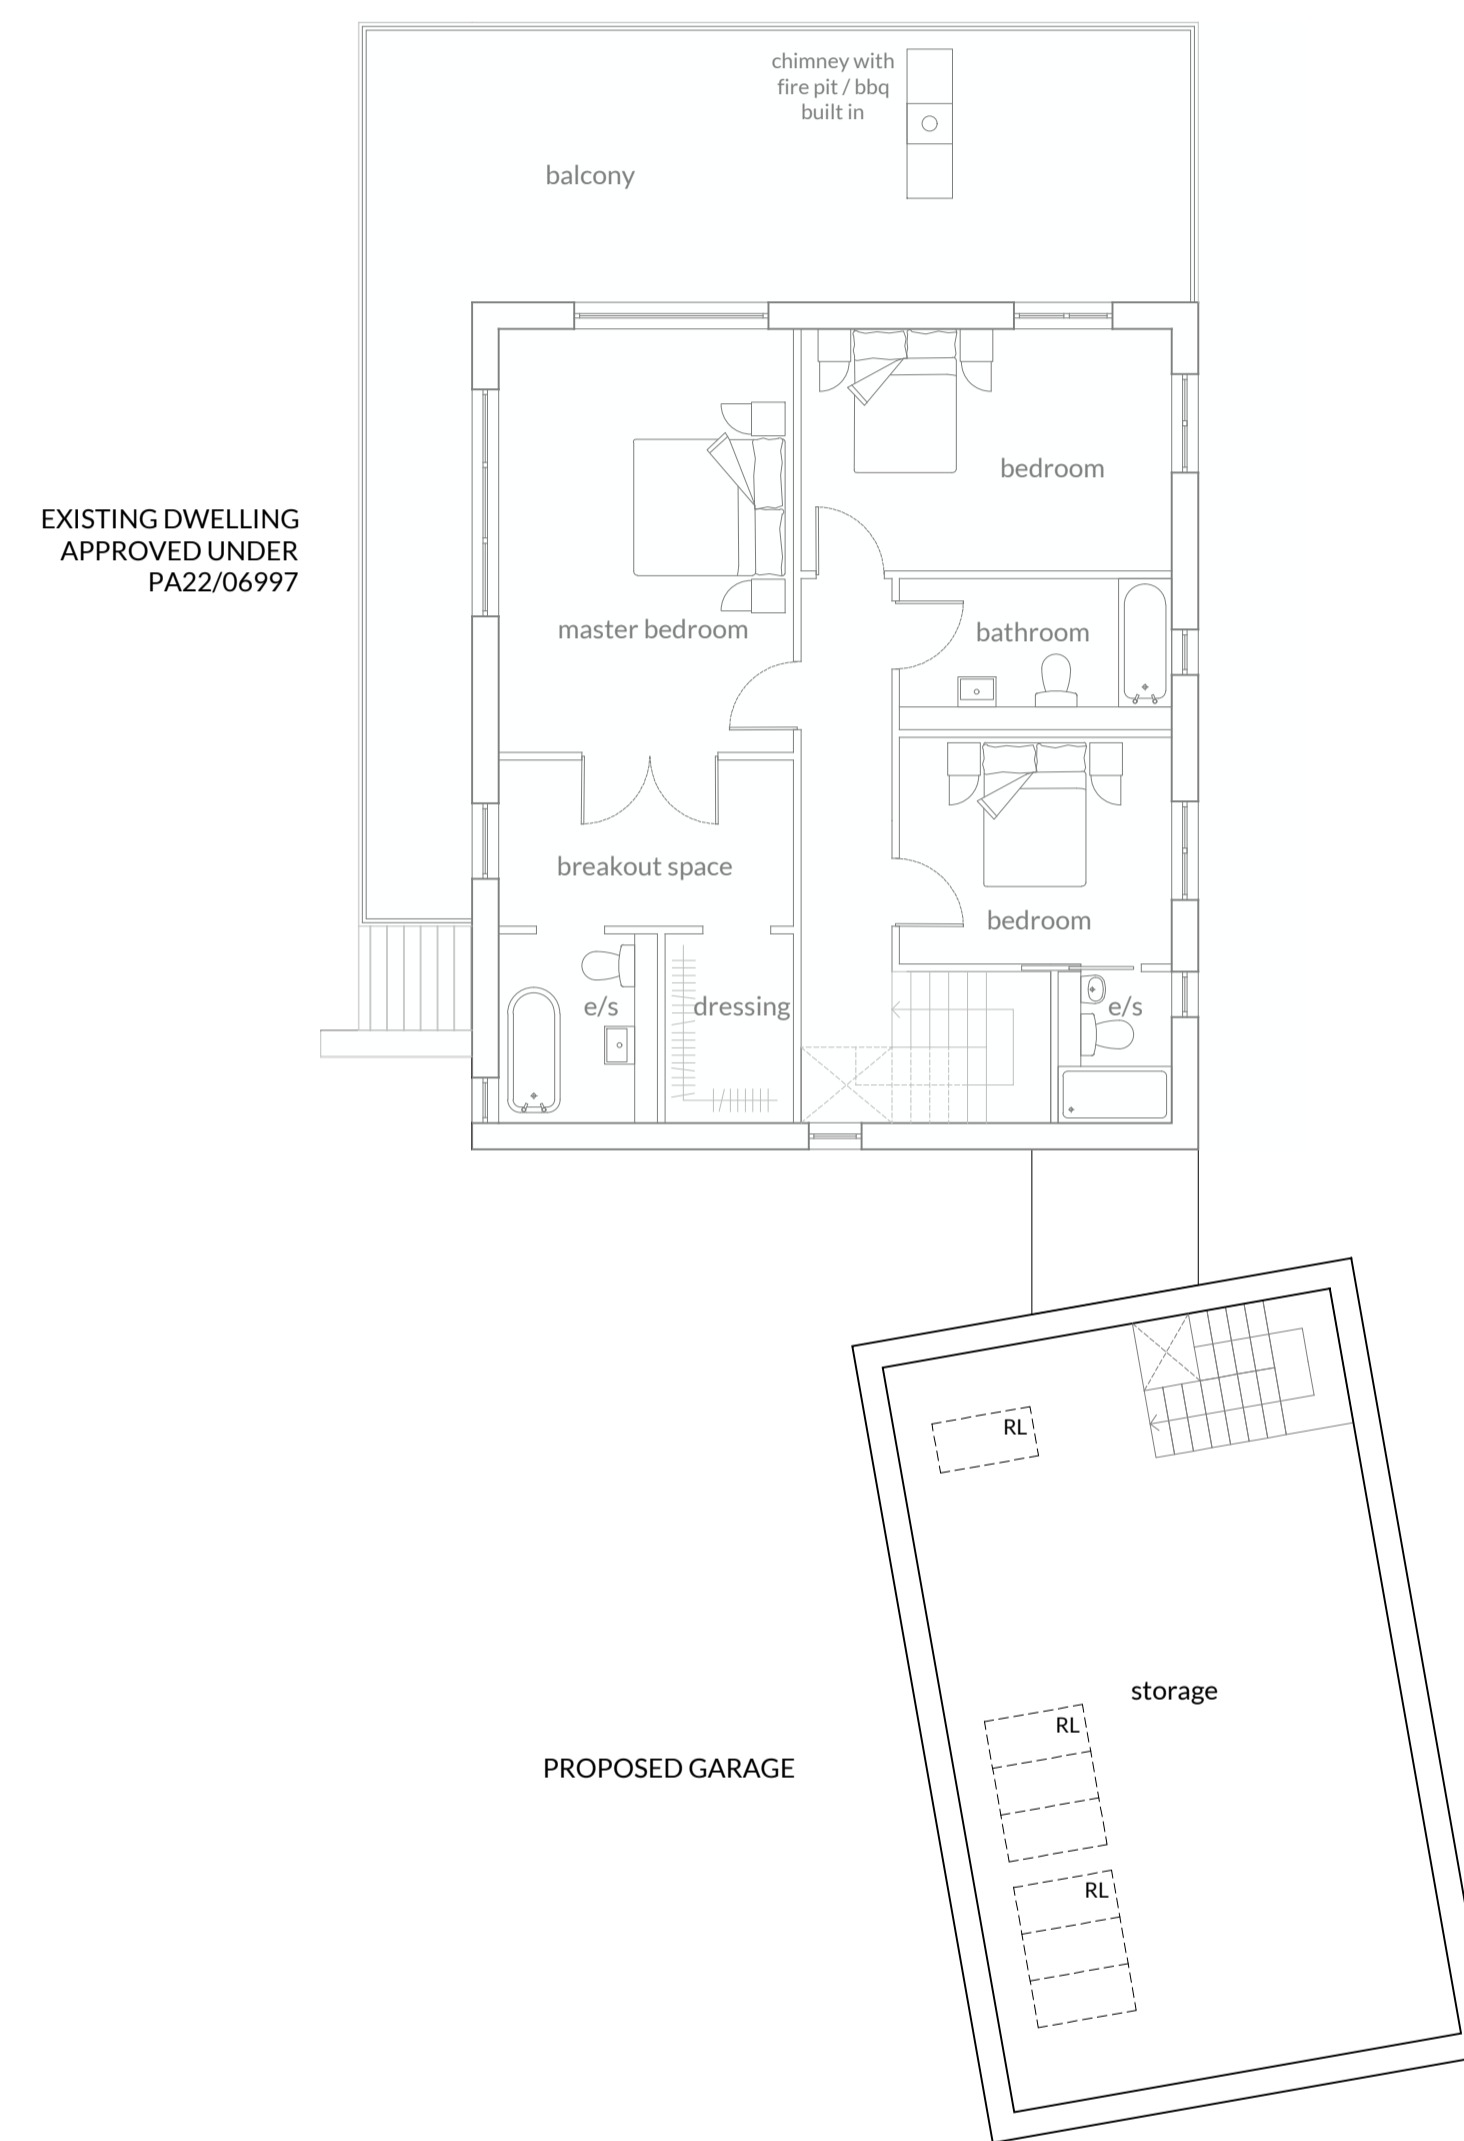 chimney with
fire pit / bbq
built in
balcony
bedroom
EXISTING DWELLING
APPROVED UNDER
PA22/06997
master bedroom
bathroom
breakout space
bedroom
e/s
dressing
e/s
RL
storage
RL
PROPOSED GARAGE
RL